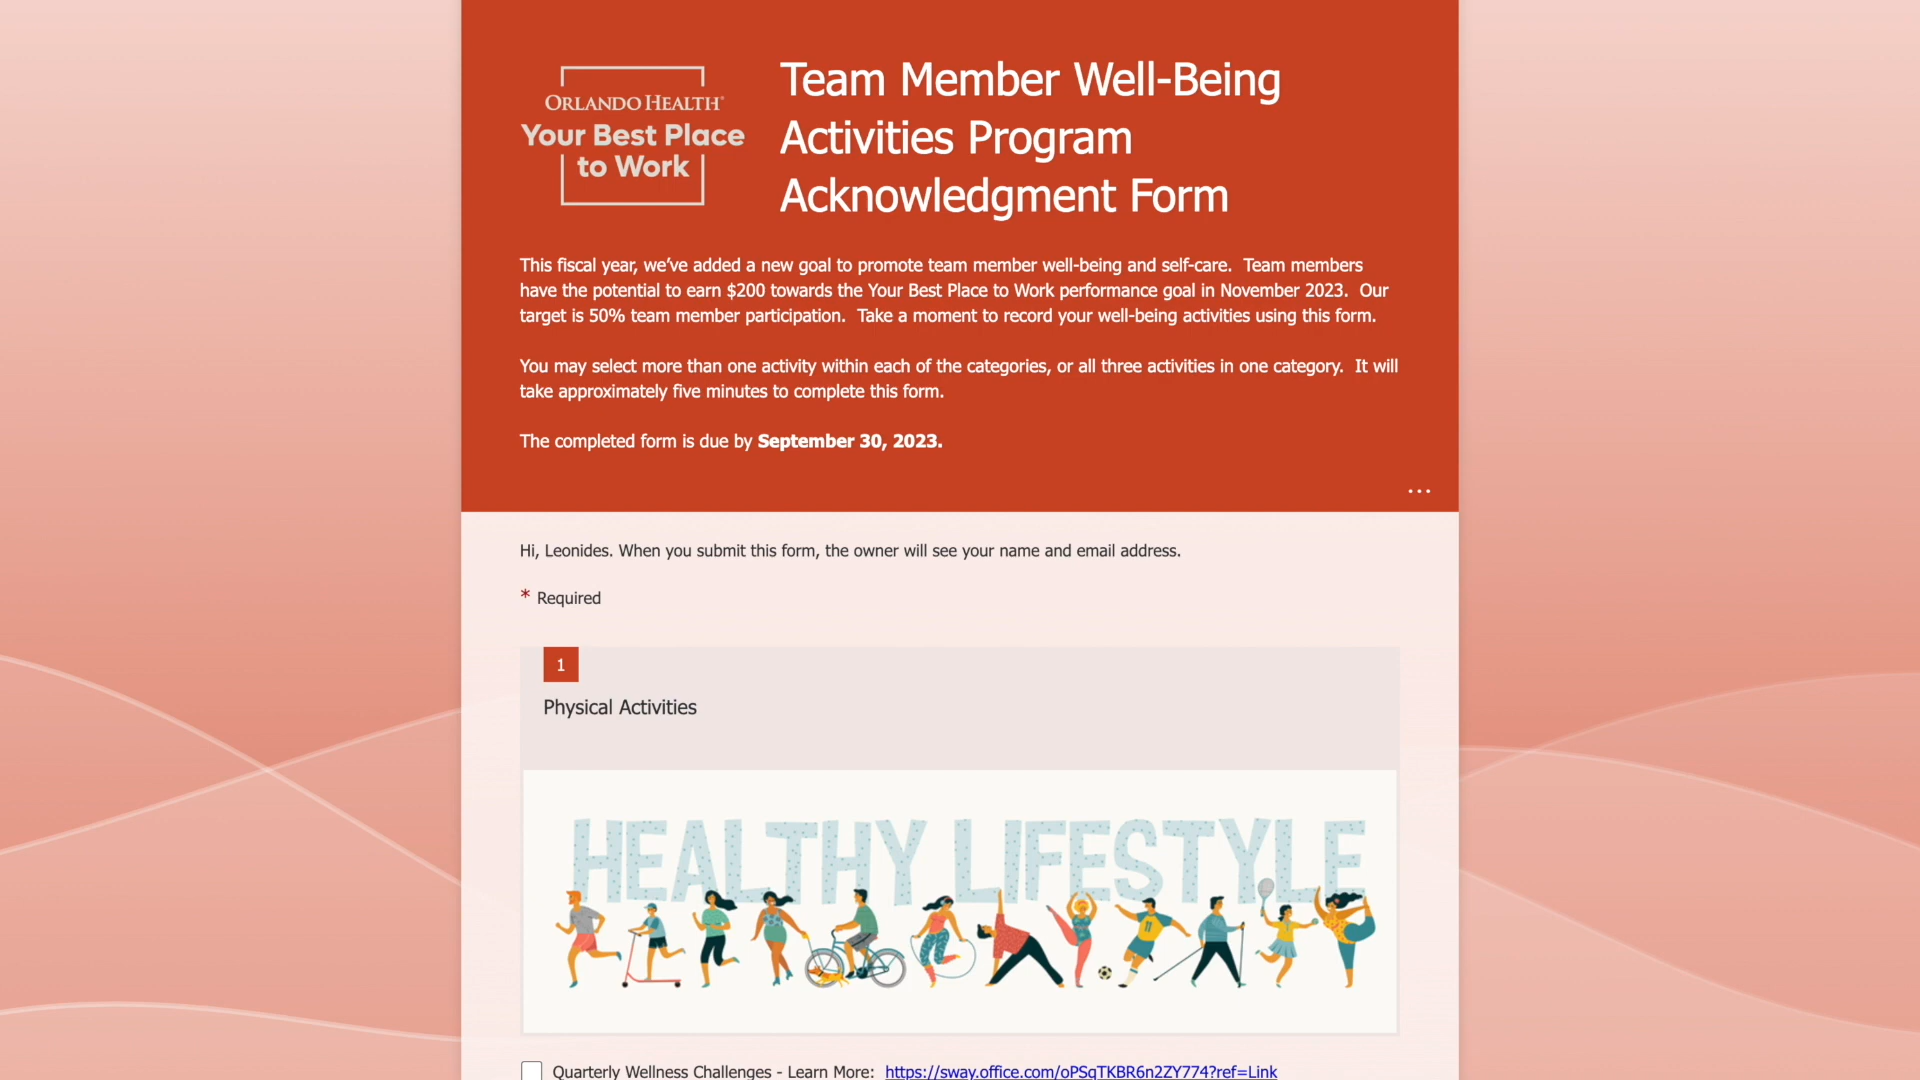 ORLANDO HEALTH®
Your Best Place
to Work
Team Member Well-Being
Activities Program
Acknowledgment Form
This fiscal year, we've added a new goal to promote team member well-being and self-care.  Team members
have the potential to earn $200 towards the Your Best Place to Work performance goal in November 2023.  Our
target is 50% team member participation.  Take a moment to record your well-being activities using this form.
You may select more than one activity within each of the categories, or all three activities in one category.  It will
take approximately five minutes to complete this form.
The completed form is due by September 30, 2023.
Hi, Leonides. When you submit this form, the owner will see your name and email address.
* Required
1
Physical Activities
HEALTHY LIFESTYLE
11
Quarterly Wellness Challenges - Learn More:  https://sway.office.com/oPSqTKBR6n2ZY774?ref=Link